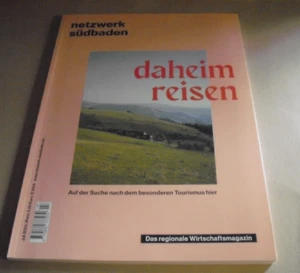 netzwerk
südbaden
daheim
reisen
Auf der Suche nach dem besonderen Tourismus hier
Das regionale Wirtschaftsmagazin